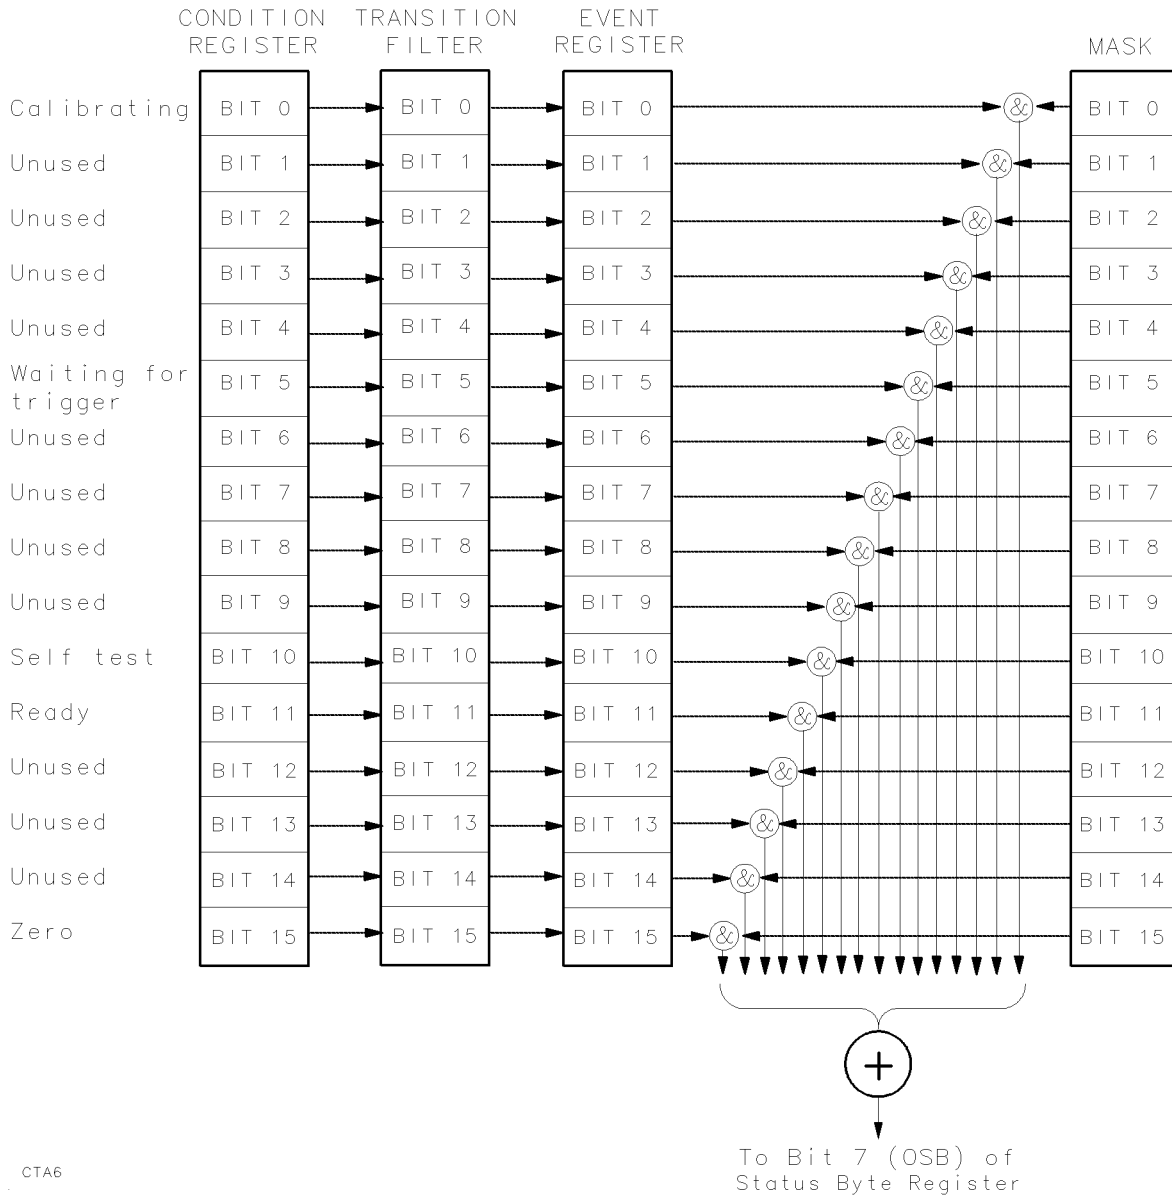 CONDITION REGISTER TRANSITION FILTER EVENT REGISTER MASK
Calibrating BIT 0 BIT 0 BIT 0 & BIT 0
Unused BIT 1 BIT 1 BIT 1 & BIT 1
Unused BIT 2 BIT 2 BIT 2 & BIT 2
Unused BIT 3 BIT 3 BIT 3 & BIT 3
Unused BIT 4 BIT 4 BIT 4 & BIT 4
Waiting for trigger BIT 5 BIT 5 BIT 5 & BIT 5
Unused BIT 6 BIT 6 BIT 6 & BIT 6
Unused BIT 7 BIT 7 BIT 7 & BIT 7
Unused BIT 8 BIT 8 BIT 8 & BIT 8
Unused BIT 9 BIT 9 BIT 9 & BIT 9
Self test BIT 10 BIT 10 BIT 10 & BIT 10
Ready BIT 11 BIT 11 BIT 11 & BIT 11
Unused BIT 12 BIT 12 BIT 12 & BIT 12
Unused BIT 13 BIT 13 BIT 13 & BIT 13
Unused BIT 14 BIT 14 BIT 14 & BIT 14
Zero BIT 15 BIT 15 BIT 15 & BIT 15
+
To Bit 7 (OSB) of
Status Byte Register
CTA6